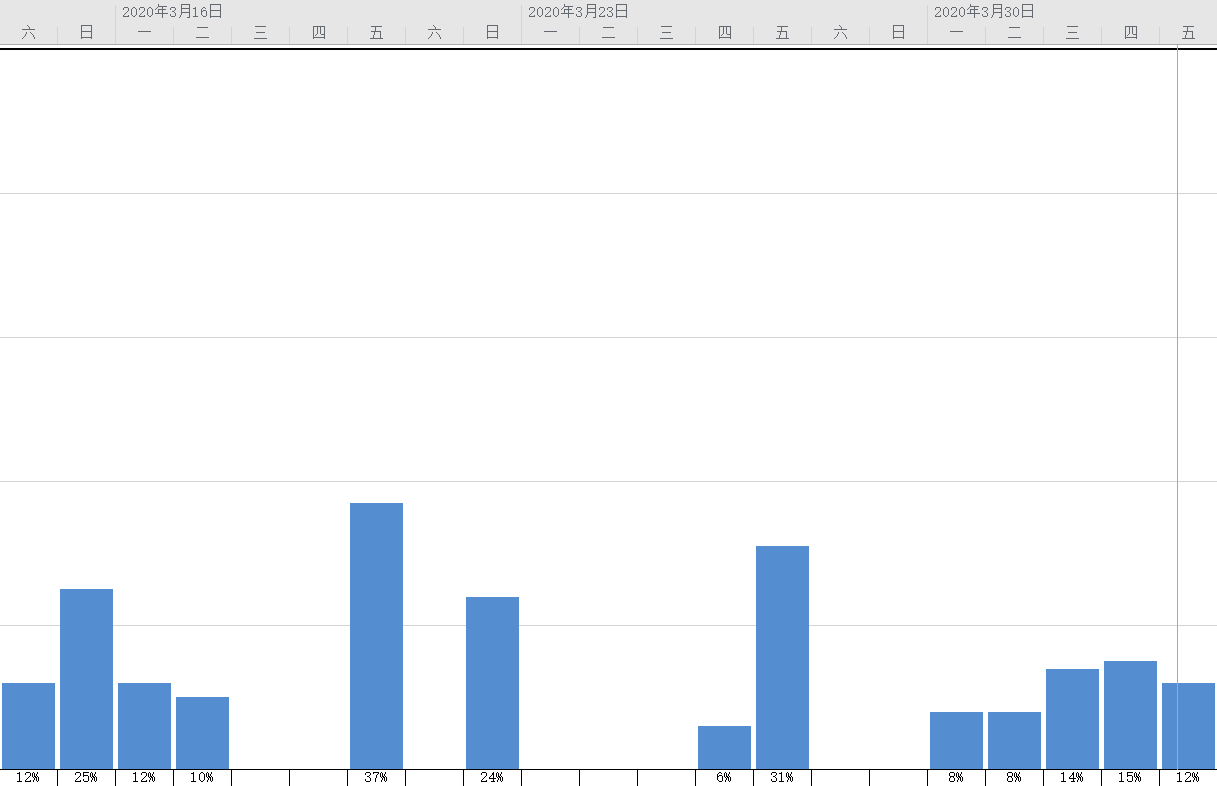 2020年3月16日 2020年3月23日 2020年3月30日
六 日 一 二 三 四 五 六 日 一 二 三 四 五 六 日 一 二 三 四 五
12% 25% 12% 10% 37% 24% 6% 31% 8% 8% 14% 15% 12%